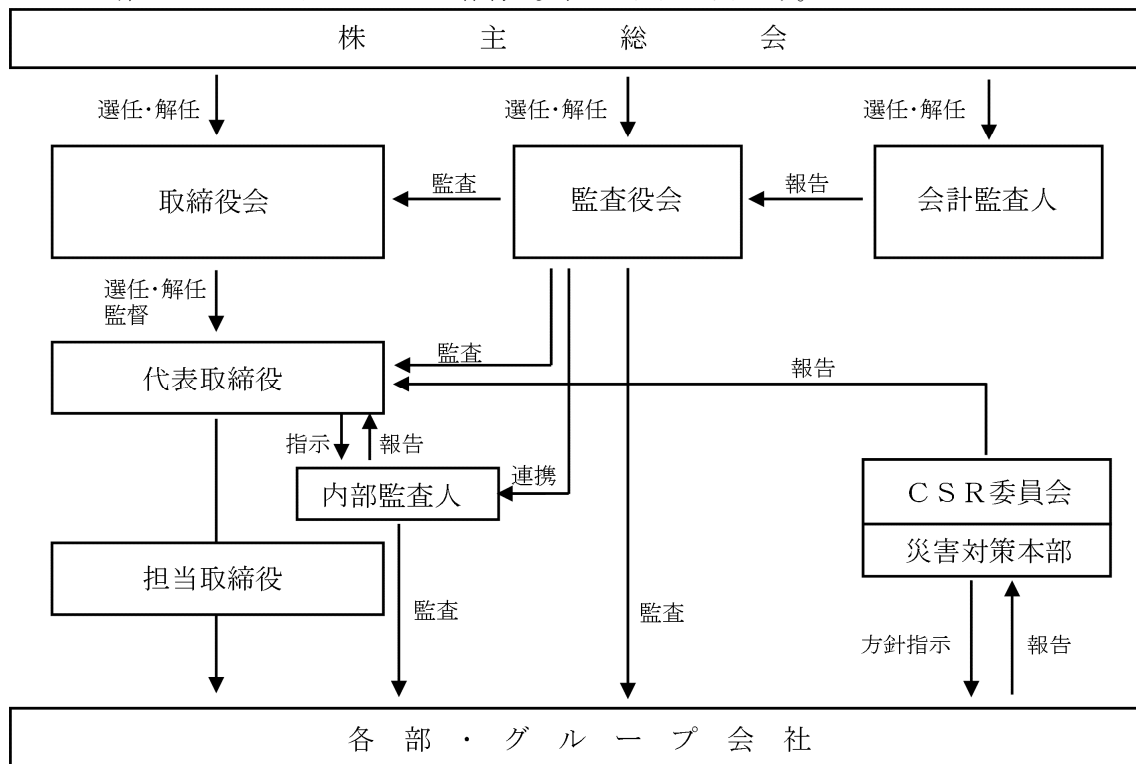 株主総会
選任・解任
選任・解任
選任・解任
取締役会
監査
監査役会
報告
会計監査人
選任・解任
監督
代表取締役
監査
報告
指示
報告
内部監査人
連携
CSR委員会
災害対策本部
担当取締役
監査
監査
方針指示
報告
各部・グループ会社